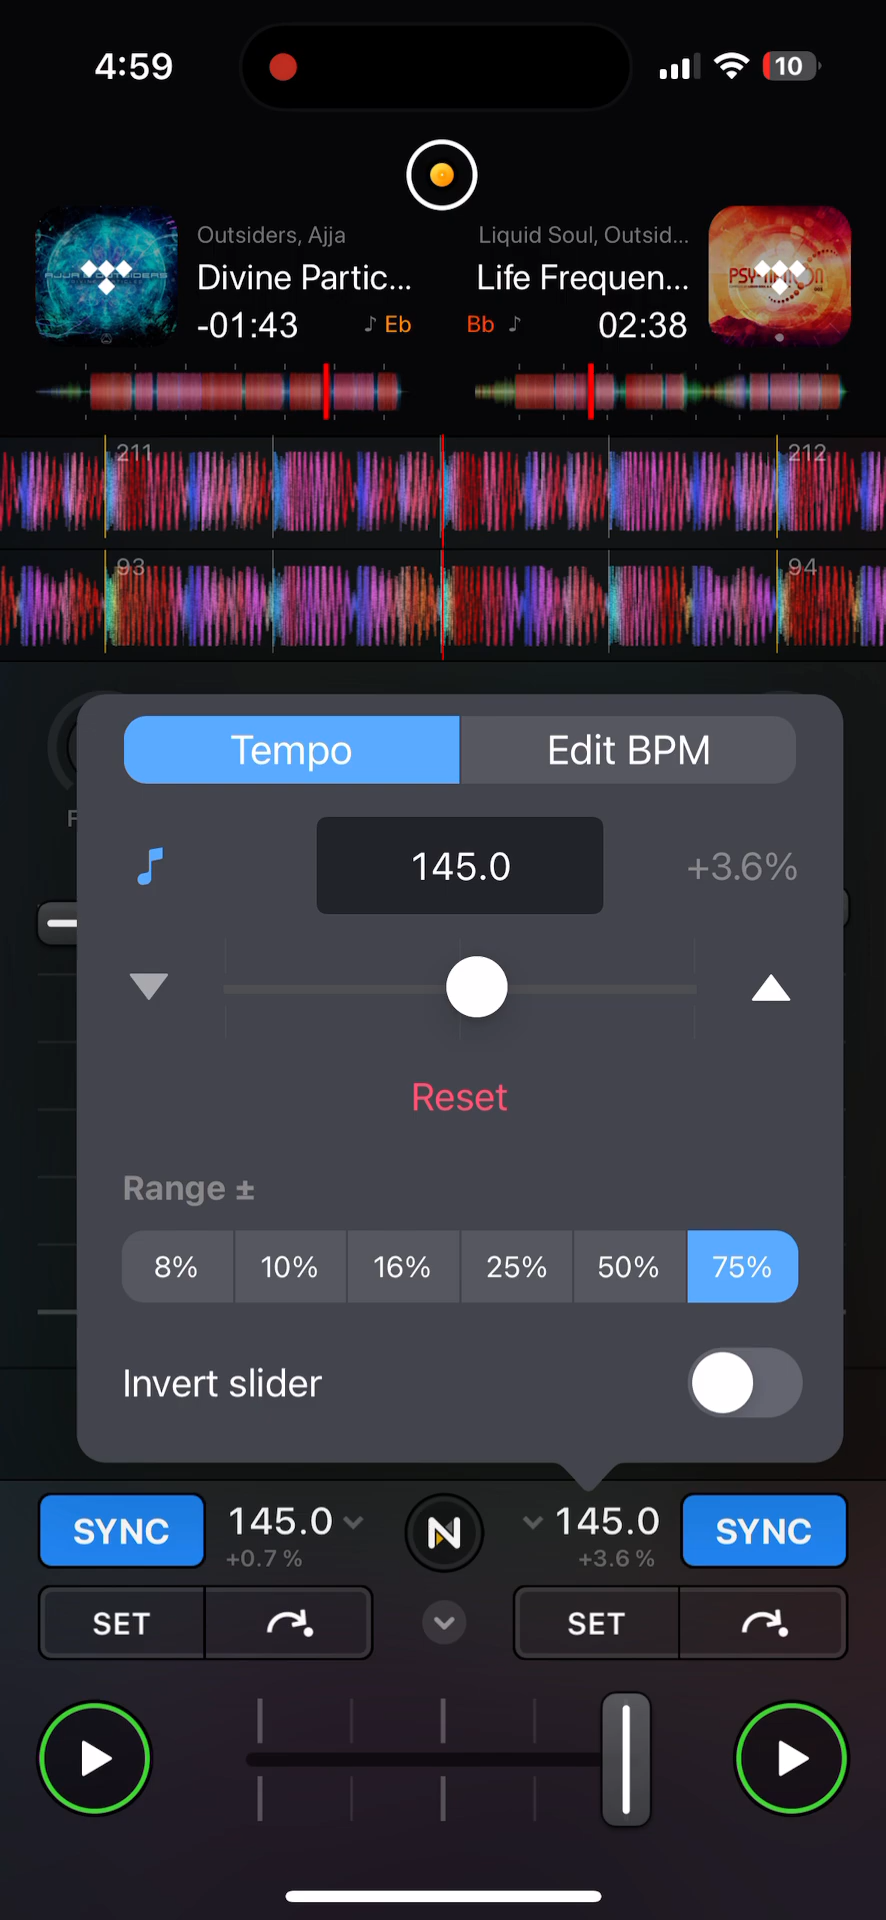 4:59
10
Outsiders, Ajja
Divine Partic...
-01:43
♪ Eb
Liquid Soul, Outsid...
Life Frequen...
Bb ♪
02:38
211
212
93
94
Tempo
Edit BPM
145.0
+3.6%
Reset
Range ±
8%
10%
16%
25%
50%
75%
Invert slider
SYNC
145.0
+0.7 %
145.0
+3.6 %
SYNC
SET
SET